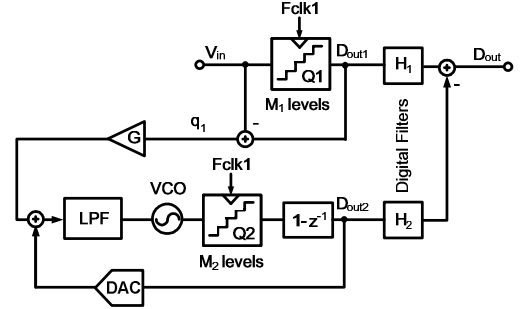 Fclk1
Vin
Q1
Dout1
H1
Dout
M1 levels
-
-
q1
G
Digital Filters
Fclk1
VCO
LPF
Q2
1-z-1
Dout2
H2
M2 levels
DAC